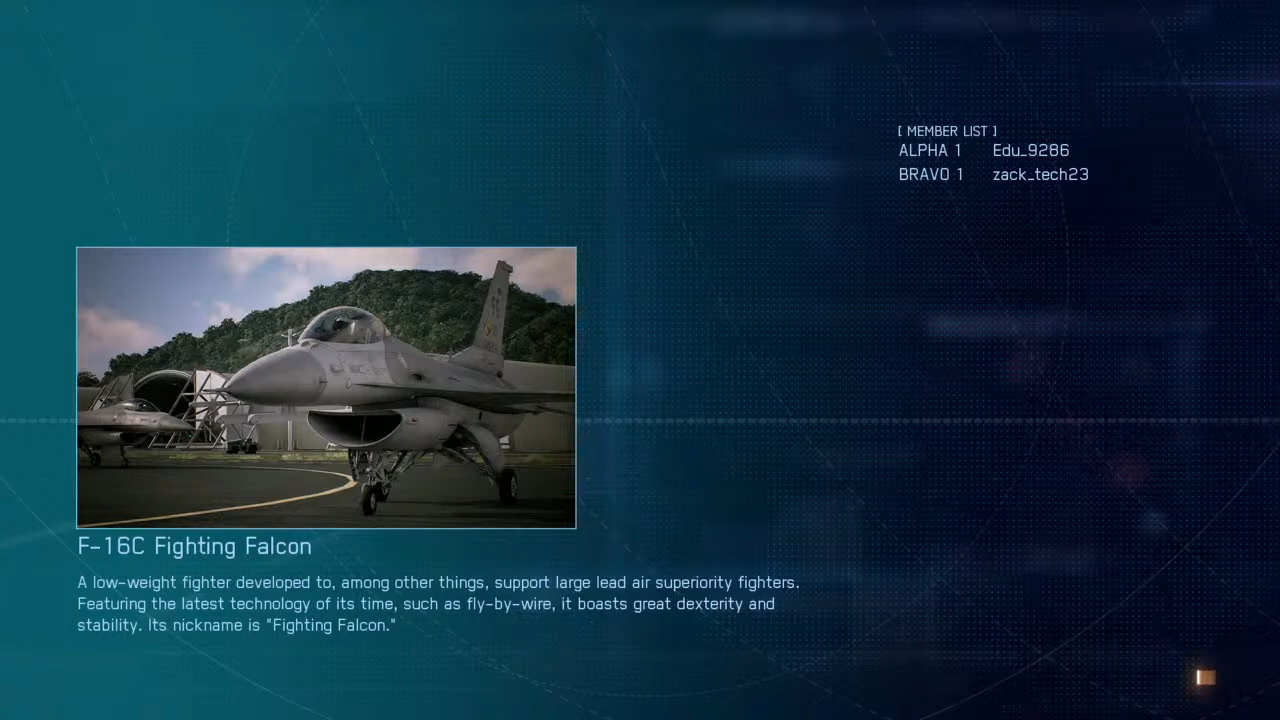 [ MEMBER LIST ]
ALPHA 1 Edu_9286
BRAVO 1 zack_tech23
F-16C Fighting Falcon
A low-weight fighter developed to, among other things, support large lead air superiority fighters.
Featuring the latest technology of its time, such as fly-by-wire, it boasts great dexterity and
stability. Its nickname is "Fighting Falcon."